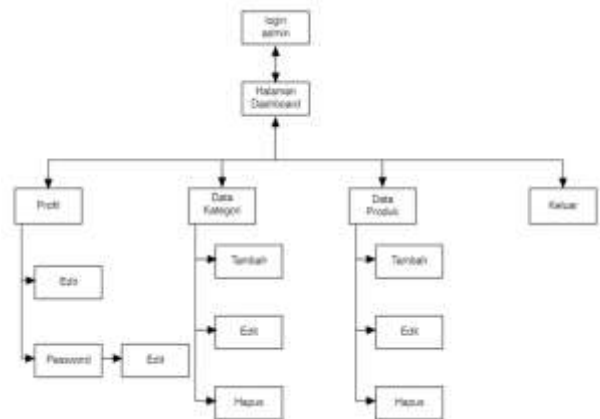 login
admin
Halaman
Dashboard
Profil
Data
Kategori
Data
Produk
Keluar
Tambah
Tambah
Edit
Edit
Edit
Password
Edit
Hapus
Hapus